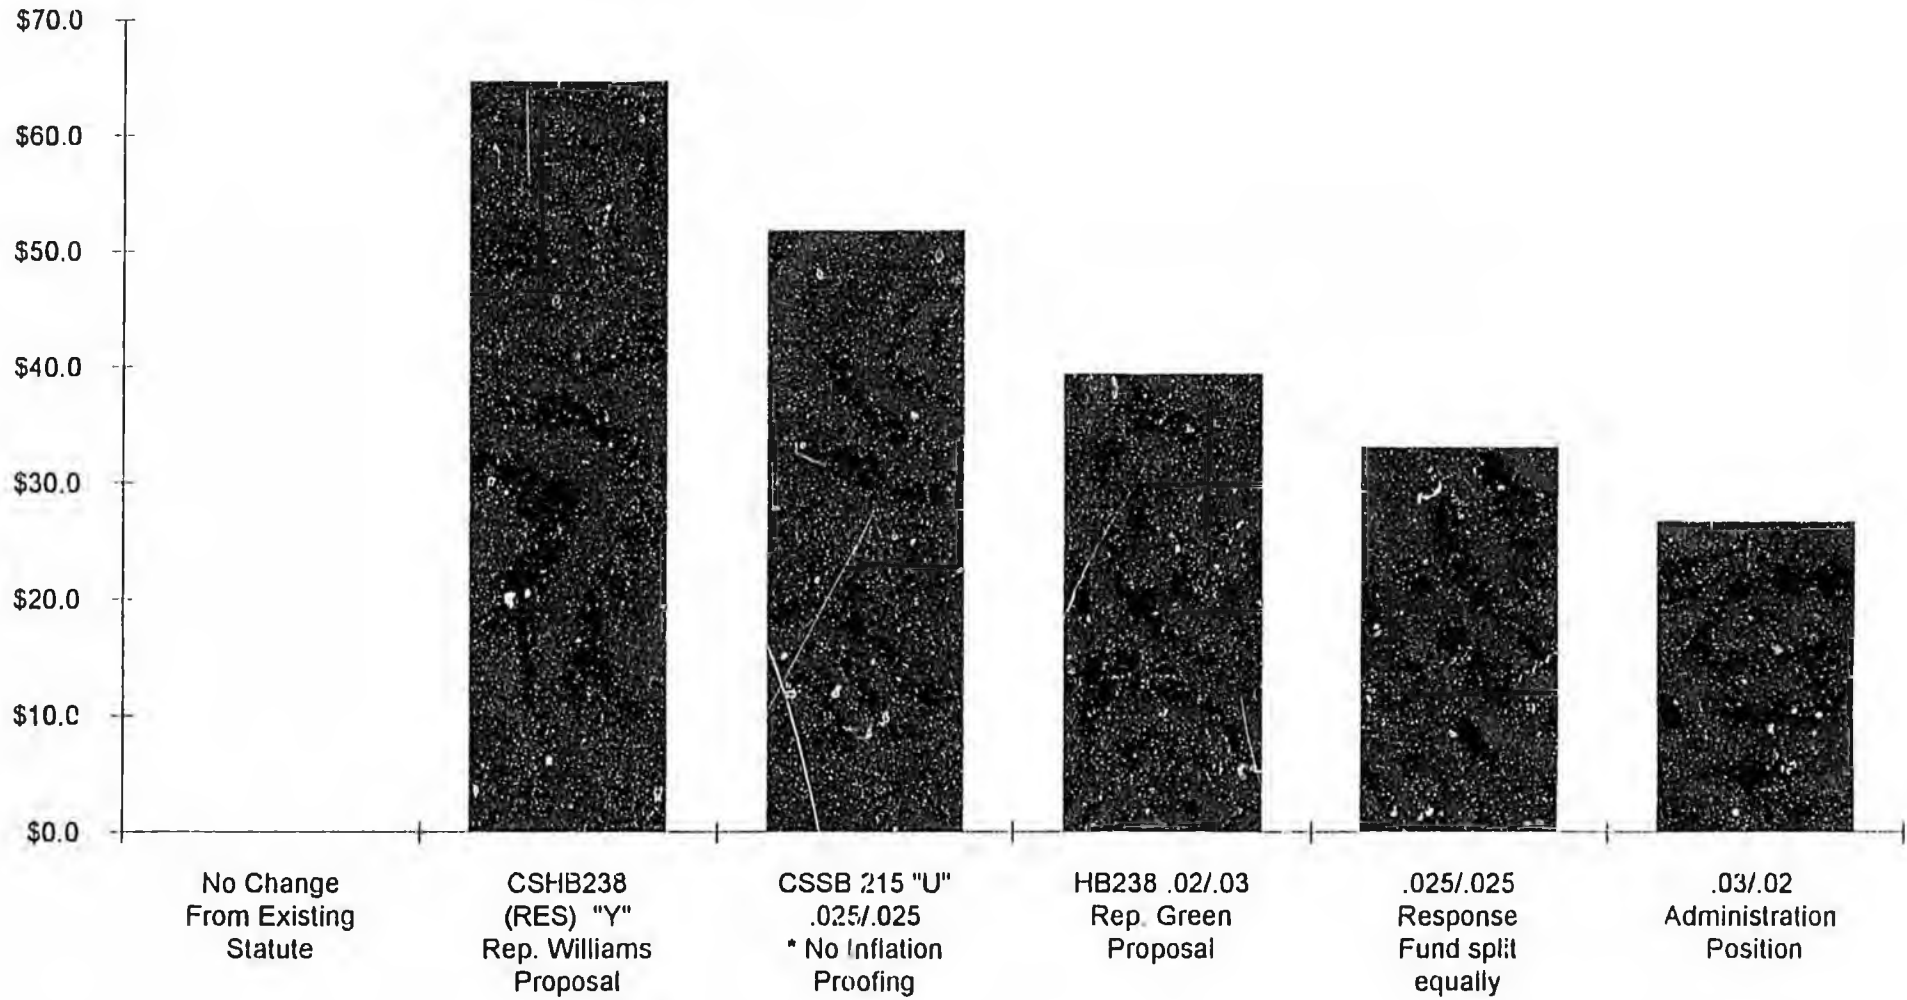 $70.0
$60.0
$50.0
$40.0
$30.0
$20.0
$10.0
$0.0
No Change
From Existing
Statute
CSHB238
(RES) "Y"
Rep. Williams
Proposal
CSSB 215 "U"
.025/.025
* No Inflation
Proofing
HB238 .02/.03
Rep. Green
Proposal
.025/.025
Response
Fund split
equally
.03/.02
Administration
Position